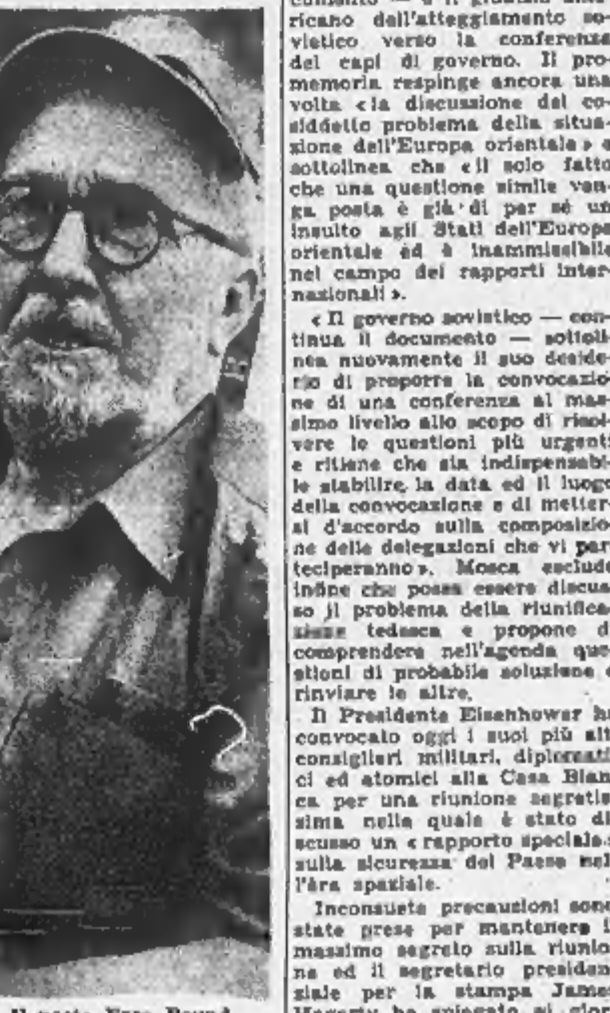 ricano dell'atteggiamento so-
vietico verso la conferenza
dei capi di governo. Il pro-
memoria respinge ancora una
volta « la discussione del co-
siddetto problema della situa-
zione dell'Europa orientale » e
sottolinea che « il solo fatto
che una questione simile ven-
ga posta è già di per sè un
insulto agli Stati dell'Europa
orientale ed è inammissibile
nel campo dei rapporti inter-
nazionali ».
« Il governo sovietico — con-
tinua il documento — sottoli-
nea nuovamente il suo deside-
rio di proporre la convocazio-
ne di una conferenza al mas-
simo livello allo scopo di risol-
vere le questioni più urgenti
e ritiene che sia indispensabi-
le stabilire, la data ed il luogo
della convocazione e di metter-
si d'accordo sulla composizio-
ne delle delegazioni che vi par
teciperanno ». Mosca esclude
infine che possa essere discus-
so il problema della riunifica-
zione tedesca e propone di
comprendere nell'agenda que-
stioni di probabile soluzione e
rinviare le altre.
Il Presidente Eisenhower ha
convocato oggi i suoi più alti
consiglieri militari, diplomati-
ci ed atomici alla Casa Bian
ca per una riunione segretis
sima nella quale è stato di
scusso un « rapporto speciale »
sulla sicurezza del Paese nel
l'èra spaziale.
Inconsuete precauzioni sono
state prese per mantenere il
massimo segreto sulla riunio
ne ed il segretario presiden
ziale per la stampa James
Hagerty ha spiegato ai gior
Il poeta Ezra Pound